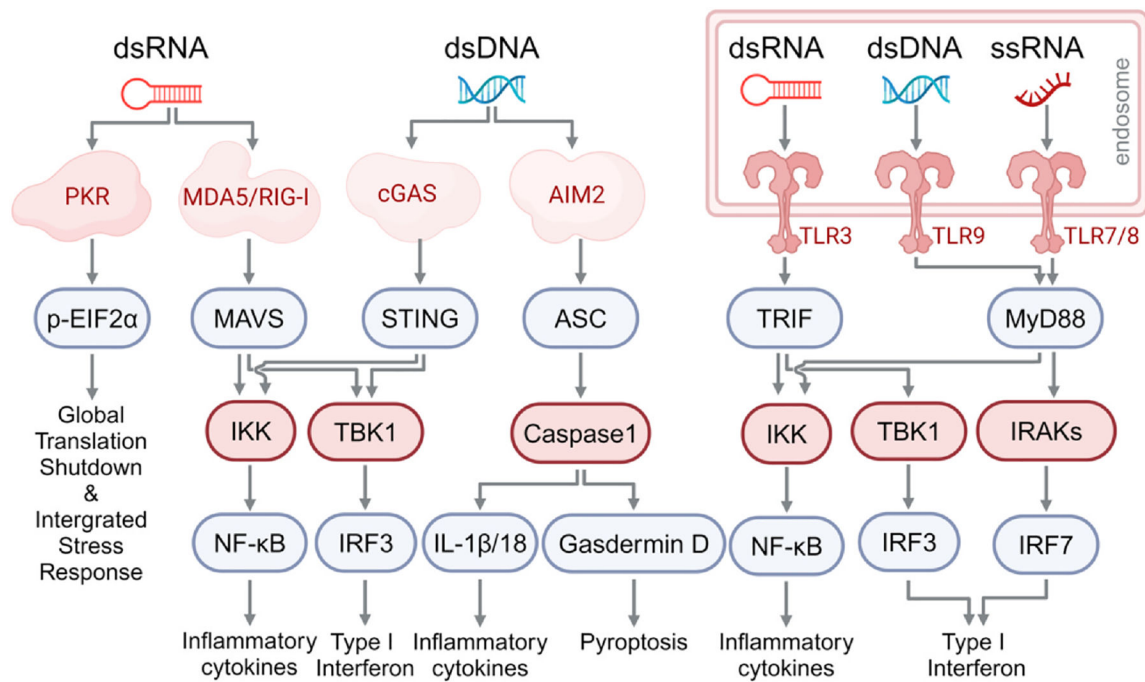 dsRNA
dsDNA
dsRNA
dsDNA
ssRNA
endosome
PKR
MDA5/RIG-I
cGAS
AIM2
TLR3
TLR9
TLR7/8
p-EIF2α
MAVS
STING
ASC
TRIF
MyD88
Global
Translation
Shutdown
&
Intergrated
Stress
Response
IKK
TBK1
Caspase1
IKK
TBK1
IRAKs
NF-κB
IRF3
IL-1β/18
Gasdermin D
NF-κB
IRF3
IRF7
Inflammatory
cytokines
Type I
Interferon
Inflammatory
cytokines
Pyroptosis
Inflammatory
cytokines
Type I
Interferon